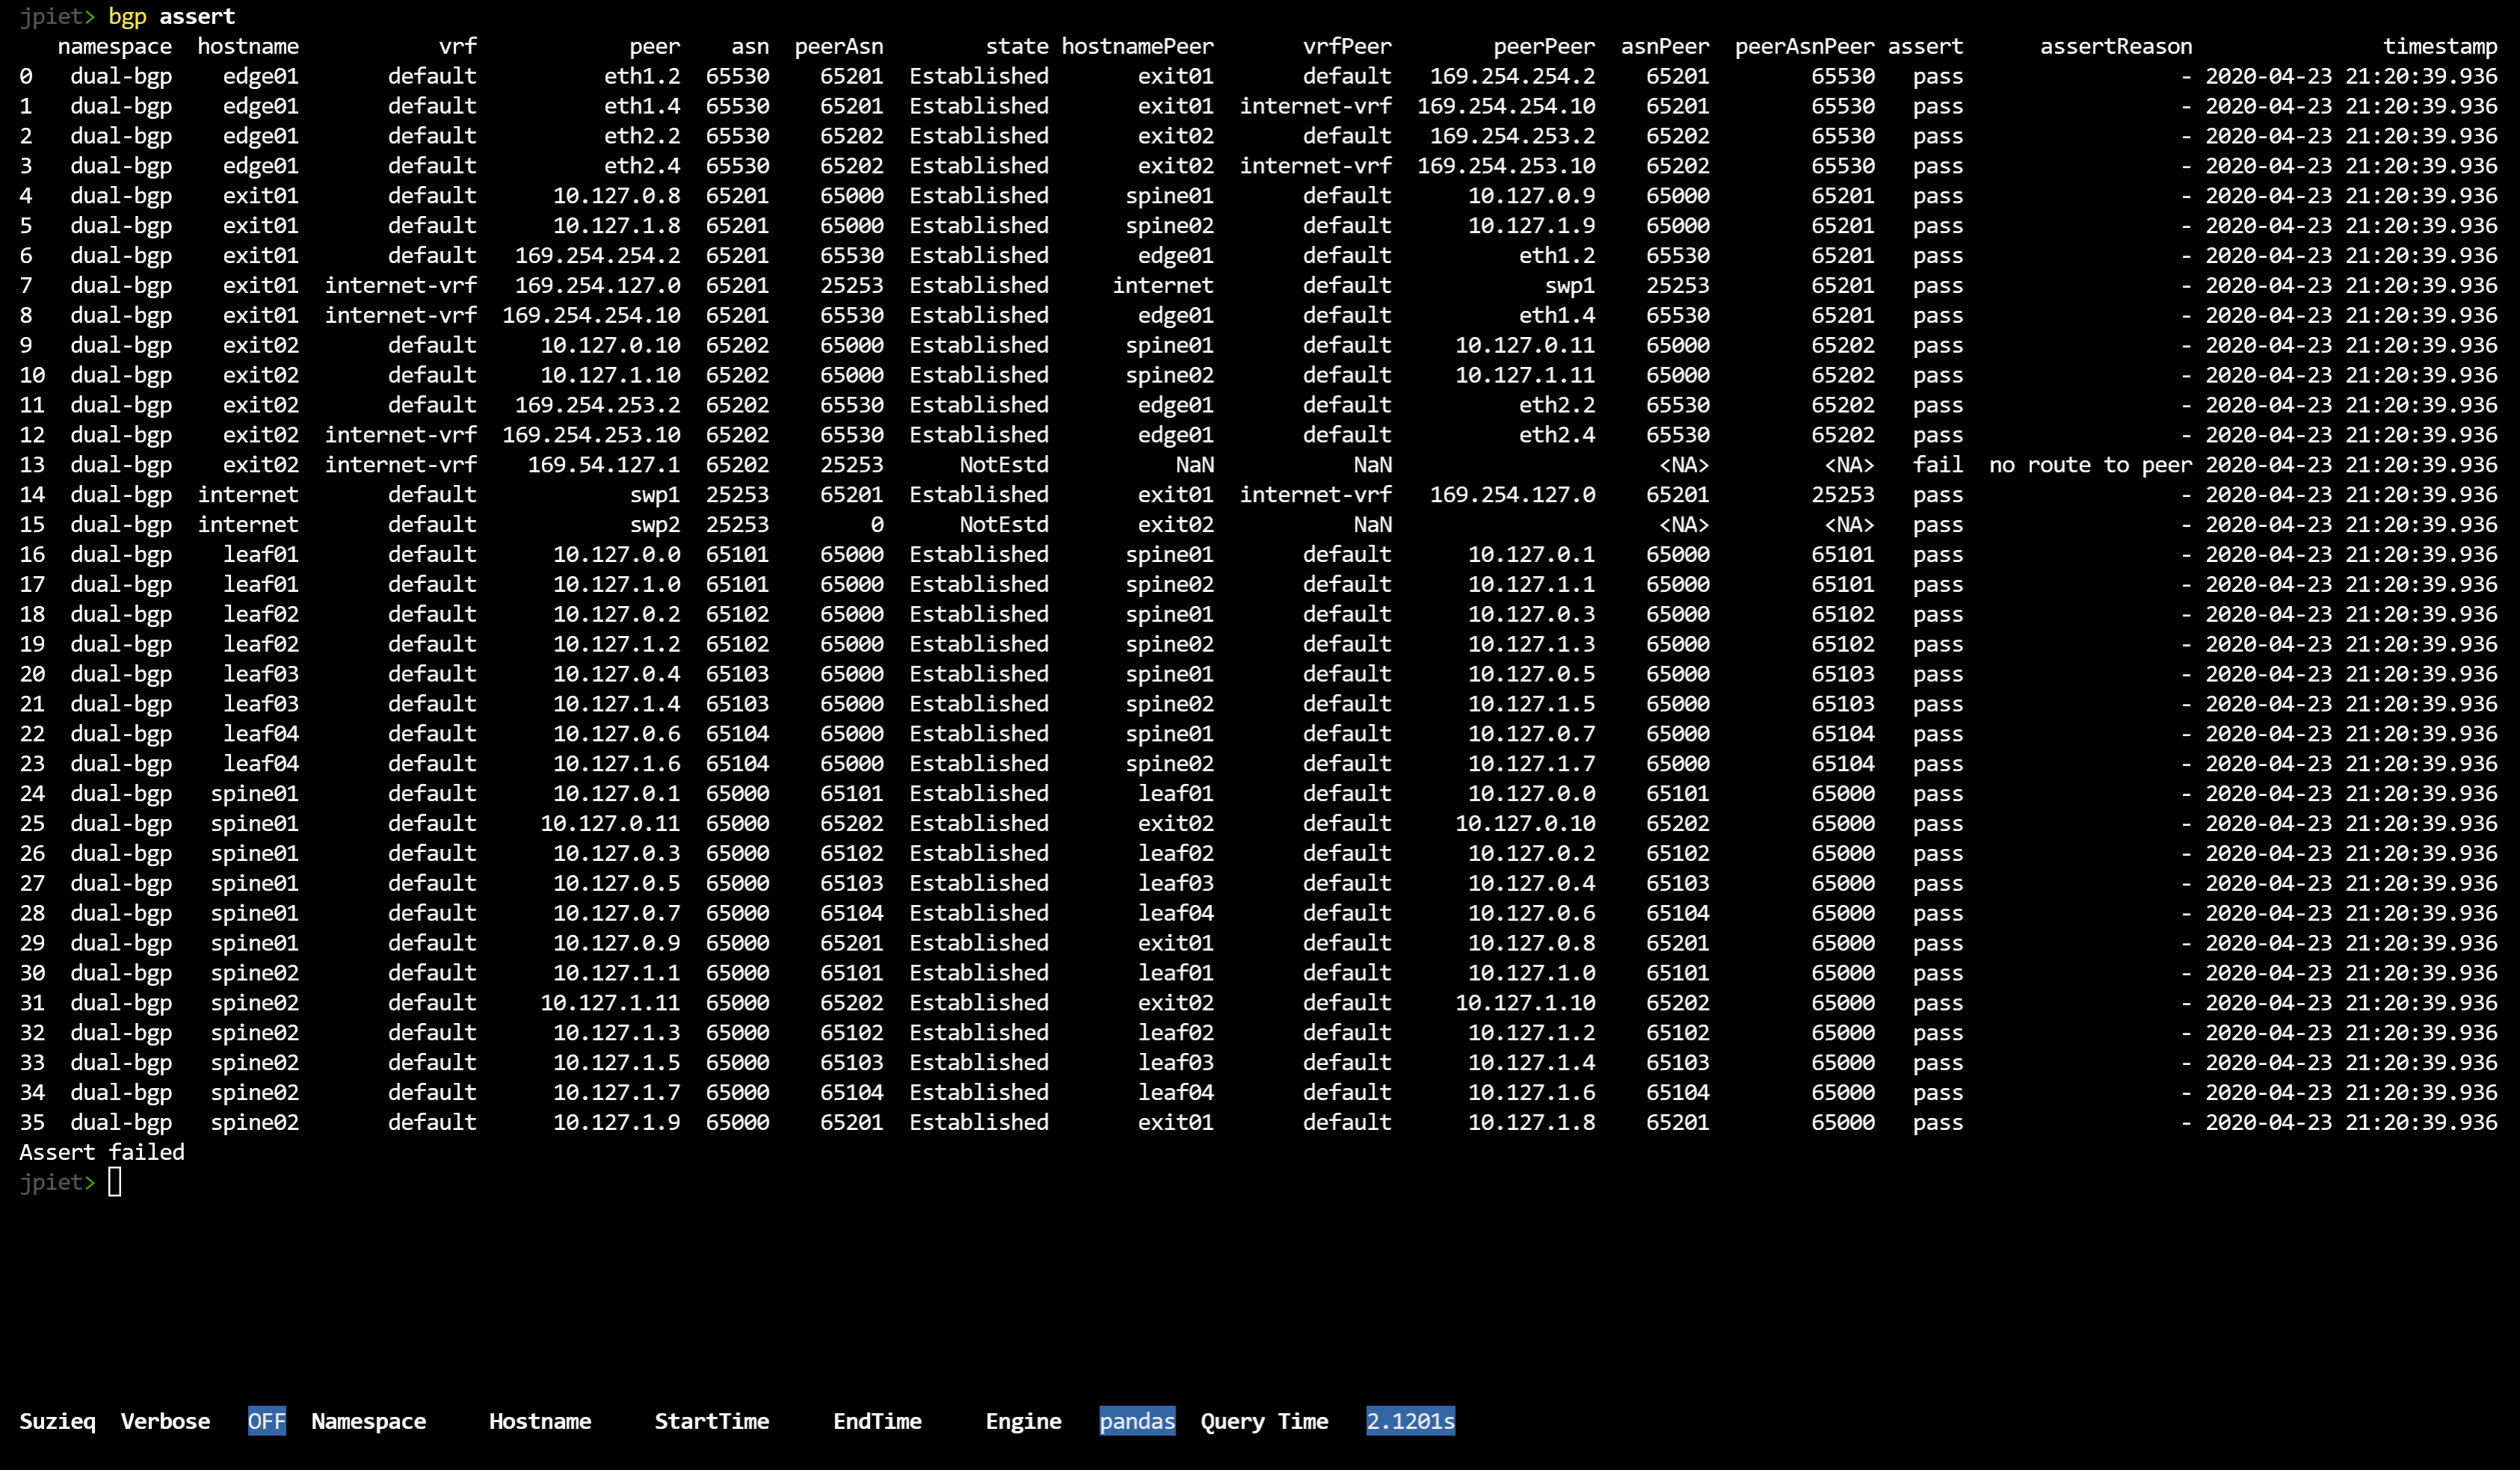 jpiet> bgp assert
namespace hostname vrf peer asn peerAsn state hostnamePeer vrfPeer peerPeer asnPeer peerAsnPeer assert assertReason timestamp
0 dual-bgp edge01 default eth1.2 65530 65201 Established exit01 default 169.254.254.2 65201 65530 pass - 2020-04-23 21:20:39.936
1 dual-bgp edge01 default eth1.4 65530 65201 Established exit01 internet-vrf 169.254.254.10 65201 65530 pass - 2020-04-23 21:20:39.936
2 dual-bgp edge01 default eth2.2 65530 65202 Established exit02 default 169.254.253.2 65202 65530 pass - 2020-04-23 21:20:39.936
3 dual-bgp edge01 default eth2.4 65530 65202 Established exit02 internet-vrf 169.254.253.10 65202 65530 pass - 2020-04-23 21:20:39.936
4 dual-bgp exit01 default 10.127.0.8 65201 65000 Established spine01 default 10.127.0.9 65000 65201 pass - 2020-04-23 21:20:39.936
5 dual-bgp exit01 default 10.127.1.8 65201 65000 Established spine02 default 10.127.1.9 65000 65201 pass - 2020-04-23 21:20:39.936
6 dual-bgp exit01 default 169.254.254.2 65201 65530 Established edge01 default eth1.2 65530 65201 pass - 2020-04-23 21:20:39.936
7 dual-bgp exit01 internet-vrf 169.254.127.0 65201 25253 Established internet default swp1 25253 65201 pass - 2020-04-23 21:20:39.936
8 dual-bgp exit01 internet-vrf 169.254.254.10 65201 65530 Established edge01 default eth1.4 65530 65201 pass - 2020-04-23 21:20:39.936
9 dual-bgp exit02 default 10.127.0.10 65202 65000 Established spine01 default 10.127.0.11 65000 65202 pass - 2020-04-23 21:20:39.936
10 dual-bgp exit02 default 10.127.1.10 65202 65000 Established spine02 default 10.127.1.11 65000 65202 pass - 2020-04-23 21:20:39.936
11 dual-bgp exit02 default 169.254.253.2 65202 65530 Established edge01 default eth2.2 65530 65202 pass - 2020-04-23 21:20:39.936
12 dual-bgp exit02 internet-vrf 169.254.253.10 65202 65530 Established edge01 default eth2.4 65530 65202 pass - 2020-04-23 21:20:39.936
13 dual-bgp exit02 internet-vrf 169.54.127.1 65202 25253 NotEstd NaN NaN <NA> <NA> fail no route to peer 2020-04-23 21:20:39.936
14 dual-bgp internet default swp1 25253 65201 Established exit01 internet-vrf 169.254.127.0 65201 25253 pass - 2020-04-23 21:20:39.936
15 dual-bgp internet default swp2 25253 0 NotEstd exit02 NaN <NA> <NA> pass - 2020-04-23 21:20:39.936
16 dual-bgp leaf01 default 10.127.0.0 65101 65000 Established spine01 default 10.127.0.1 65000 65101 pass - 2020-04-23 21:20:39.936
17 dual-bgp leaf01 default 10.127.1.0 65101 65000 Established spine02 default 10.127.1.1 65000 65101 pass - 2020-04-23 21:20:39.936
18 dual-bgp leaf02 default 10.127.0.2 65102 65000 Established spine01 default 10.127.0.3 65000 65102 pass - 2020-04-23 21:20:39.936
19 dual-bgp leaf02 default 10.127.1.2 65102 65000 Established spine02 default 10.127.1.3 65000 65102 pass - 2020-04-23 21:20:39.936
20 dual-bgp leaf03 default 10.127.0.4 65103 65000 Established spine01 default 10.127.0.5 65000 65103 pass - 2020-04-23 21:20:39.936
21 dual-bgp leaf03 default 10.127.1.4 65103 65000 Established spine02 default 10.127.1.5 65000 65103 pass - 2020-04-23 21:20:39.936
22 dual-bgp leaf04 default 10.127.0.6 65104 65000 Established spine01 default 10.127.0.7 65000 65104 pass - 2020-04-23 21:20:39.936
23 dual-bgp leaf04 default 10.127.1.6 65104 65000 Established spine02 default 10.127.1.7 65000 65104 pass - 2020-04-23 21:20:39.936
24 dual-bgp spine01 default 10.127.0.1 65000 65101 Established leaf01 default 10.127.0.0 65101 65000 pass - 2020-04-23 21:20:39.936
25 dual-bgp spine01 default 10.127.0.11 65000 65202 Established exit02 default 10.127.0.10 65202 65000 pass - 2020-04-23 21:20:39.936
26 dual-bgp spine01 default 10.127.0.3 65000 65102 Established leaf02 default 10.127.0.2 65102 65000 pass - 2020-04-23 21:20:39.936
27 dual-bgp spine01 default 10.127.0.5 65000 65103 Established leaf03 default 10.127.0.4 65103 65000 pass - 2020-04-23 21:20:39.936
28 dual-bgp spine01 default 10.127.0.7 65000 65104 Established leaf04 default 10.127.0.6 65104 65000 pass - 2020-04-23 21:20:39.936
29 dual-bgp spine01 default 10.127.0.9 65000 65201 Established exit01 default 10.127.0.8 65201 65000 pass - 2020-04-23 21:20:39.936
30 dual-bgp spine02 default 10.127.1.1 65000 65101 Established leaf01 default 10.127.1.0 65101 65000 pass - 2020-04-23 21:20:39.936
31 dual-bgp spine02 default 10.127.1.11 65000 65202 Established exit02 default 10.127.1.10 65202 65000 pass - 2020-04-23 21:20:39.936
32 dual-bgp spine02 default 10.127.1.3 65000 65102 Established leaf02 default 10.127.1.2 65102 65000 pass - 2020-04-23 21:20:39.936
33 dual-bgp spine02 default 10.127.1.5 65000 65103 Established leaf03 default 10.127.1.4 65103 65000 pass - 2020-04-23 21:20:39.936
34 dual-bgp spine02 default 10.127.1.7 65000 65104 Established leaf04 default 10.127.1.6 65104 65000 pass - 2020-04-23 21:20:39.936
35 dual-bgp spine02 default 10.127.1.9 65000 65201 Established exit01 default 10.127.1.8 65201 65000 pass - 2020-04-23 21:20:39.936
Assert failed
jpiet>
Suzieq Verbose OFF Namespace Hostname StartTime EndTime Engine pandas Query Time 2.1201s